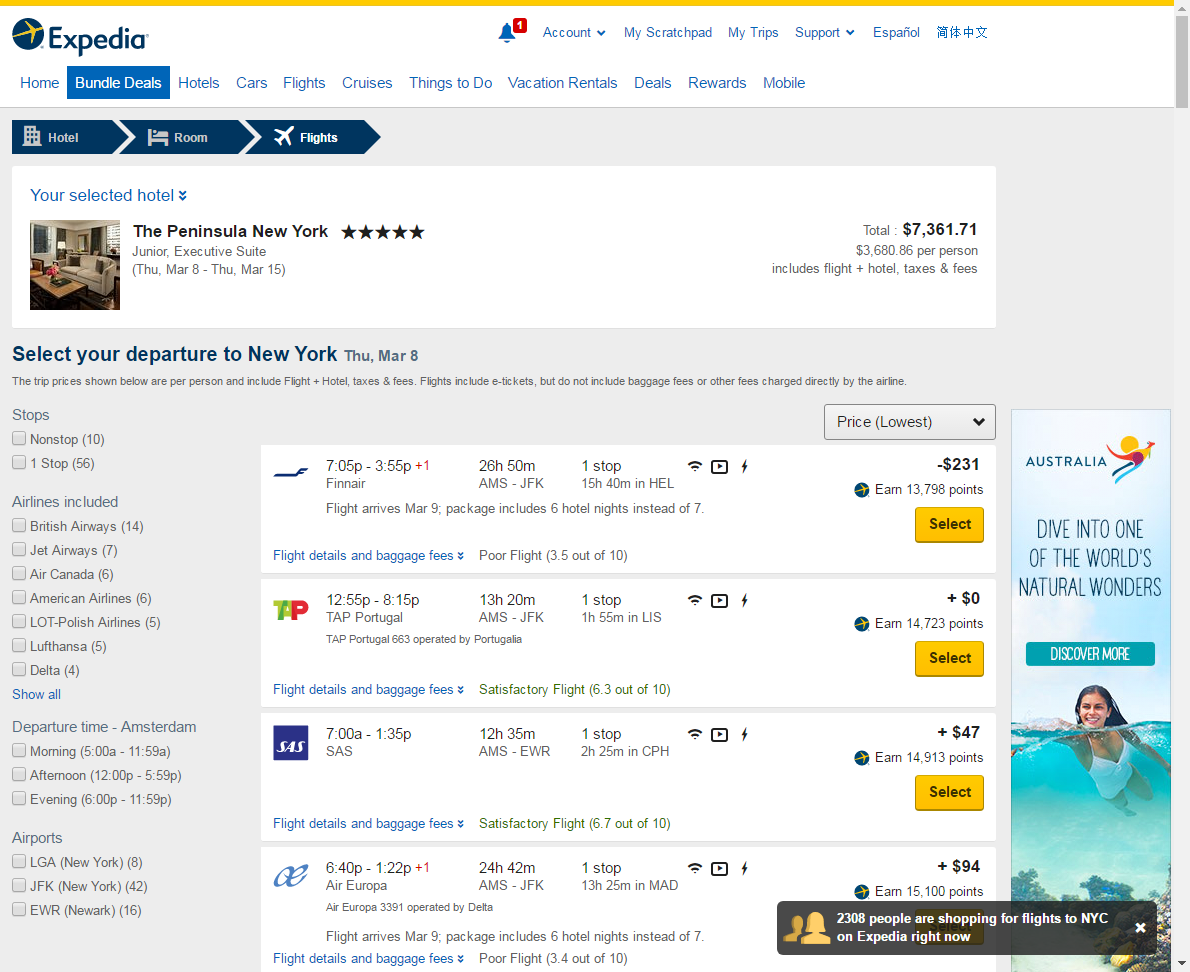 Expedia
1
Account
My Scratchpad
My Trips
Support
Español
简体中文
Home
Bundle Deals
Hotels
Cars
Flights
Cruises
Things to Do
Vacation Rentals
Deals
Rewards
Mobile
Hotel
Room
Flights
Your selected hotel
The Peninsula New York
Junior, Executive Suite
(Thu, Mar 8 - Thu, Mar 15)
Total : $7,361.71
$3,680.86 per person
includes flight + hotel, taxes & fees
Select your departure to New York Thu, Mar 8
The trip prices shown below are per person and include Flight + Hotel, taxes & fees. Flights include e-tickets, but do not include baggage fees or other fees charged directly by the airline.
Stops
Nonstop (10)
1 Stop (56)
Airlines included
British Airways (14)
Jet Airways (7)
Air Canada (6)
American Airlines (6)
LOT-Polish Airlines (5)
Lufthansa (5)
Delta (4)
Show all
Departure time - Amsterdam
Morning (5:00a - 11:59a)
Afternoon (12:00p - 5:59p)
Evening (6:00p - 11:59p)
Airports
LGA (New York) (8)
JFK (New York) (42)
EWR (Newark) (16)
Price (Lowest)
7:05p - 3:55p +1
Finnair
26h 50m
AMS - JFK
1 stop
15h 40m in HEL
-$231
Earn 13,798 points
Flight arrives Mar 9; package includes 6 hotel nights instead of 7.
Select
Flight details and baggage fees
Poor Flight (3.5 out of 10)
TAP
12:55p - 8:15p
TAP Portugal
TAP Portugal 663 operated by Portugalia
13h 20m
AMS - JFK
1 stop
1h 55m in LIS
+ $0
Earn 14,723 points
Select
Flight details and baggage fees
Satisfactory Flight (6.3 out of 10)
SAS
7:00a - 1:35p
SAS
12h 35m
AMS - EWR
1 stop
2h 25m in CPH
+ $47
Earn 14,913 points
Select
Flight details and baggage fees
Satisfactory Flight (6.7 out of 10)
6:40p - 1:22p +1
Air Europa
Air Europa 3391 operated by Delta
24h 42m
AMS - JFK
1 stop
13h 25m in MAD
+ $94
Earn 15,100 points
Flight arrives Mar 9; package includes 6 hotel nights instead of 7.
Select
Flight details and baggage fees
Poor Flight (3.4 out of 10)
2308 people are shopping for flights to NYC
on Expedia right now
AUSTRALIA
DIVE INTO ONE
OF THE WORLD'S
NATURAL WONDERS
DISCOVER MORE